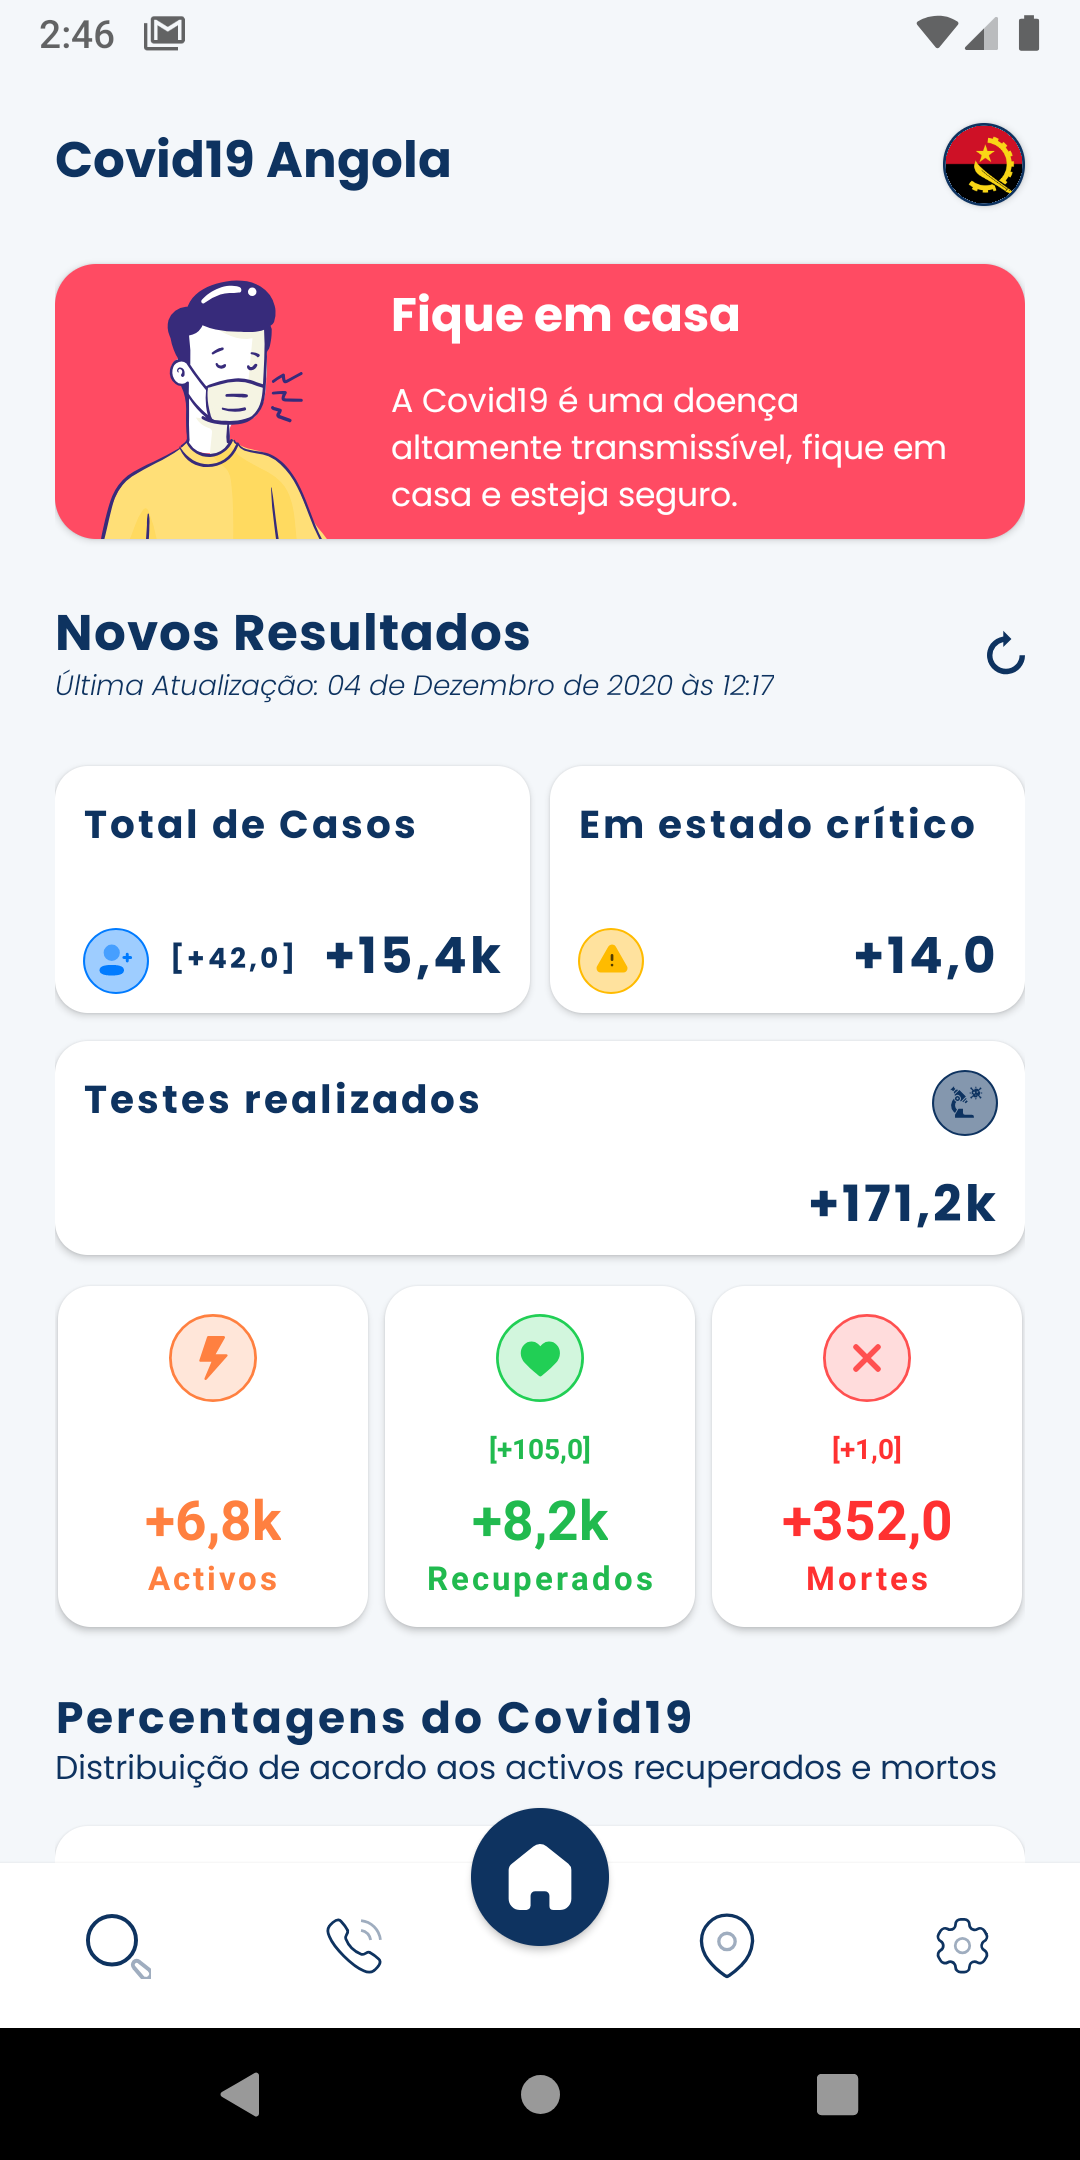 2:46
Covid19 Angola
Fique em casa
A Covid19 é uma doença
altamente transmissível, fique em
casa e esteja seguro.
Novos Resultados
Última Atualização: 04 de Dezembro de 2020 às 12:17
Total de Casos
[+42,0] +15,4k
Em estado crítico
+14,0
Testes realizados
+171,2k
+6,8k
Activos
[+105,0]
+8,2k
Recuperados
[+1,0]
+352,0
Mortes
Percentagens do Covid19
Distribuição de acordo aos activos recuperados e mortos